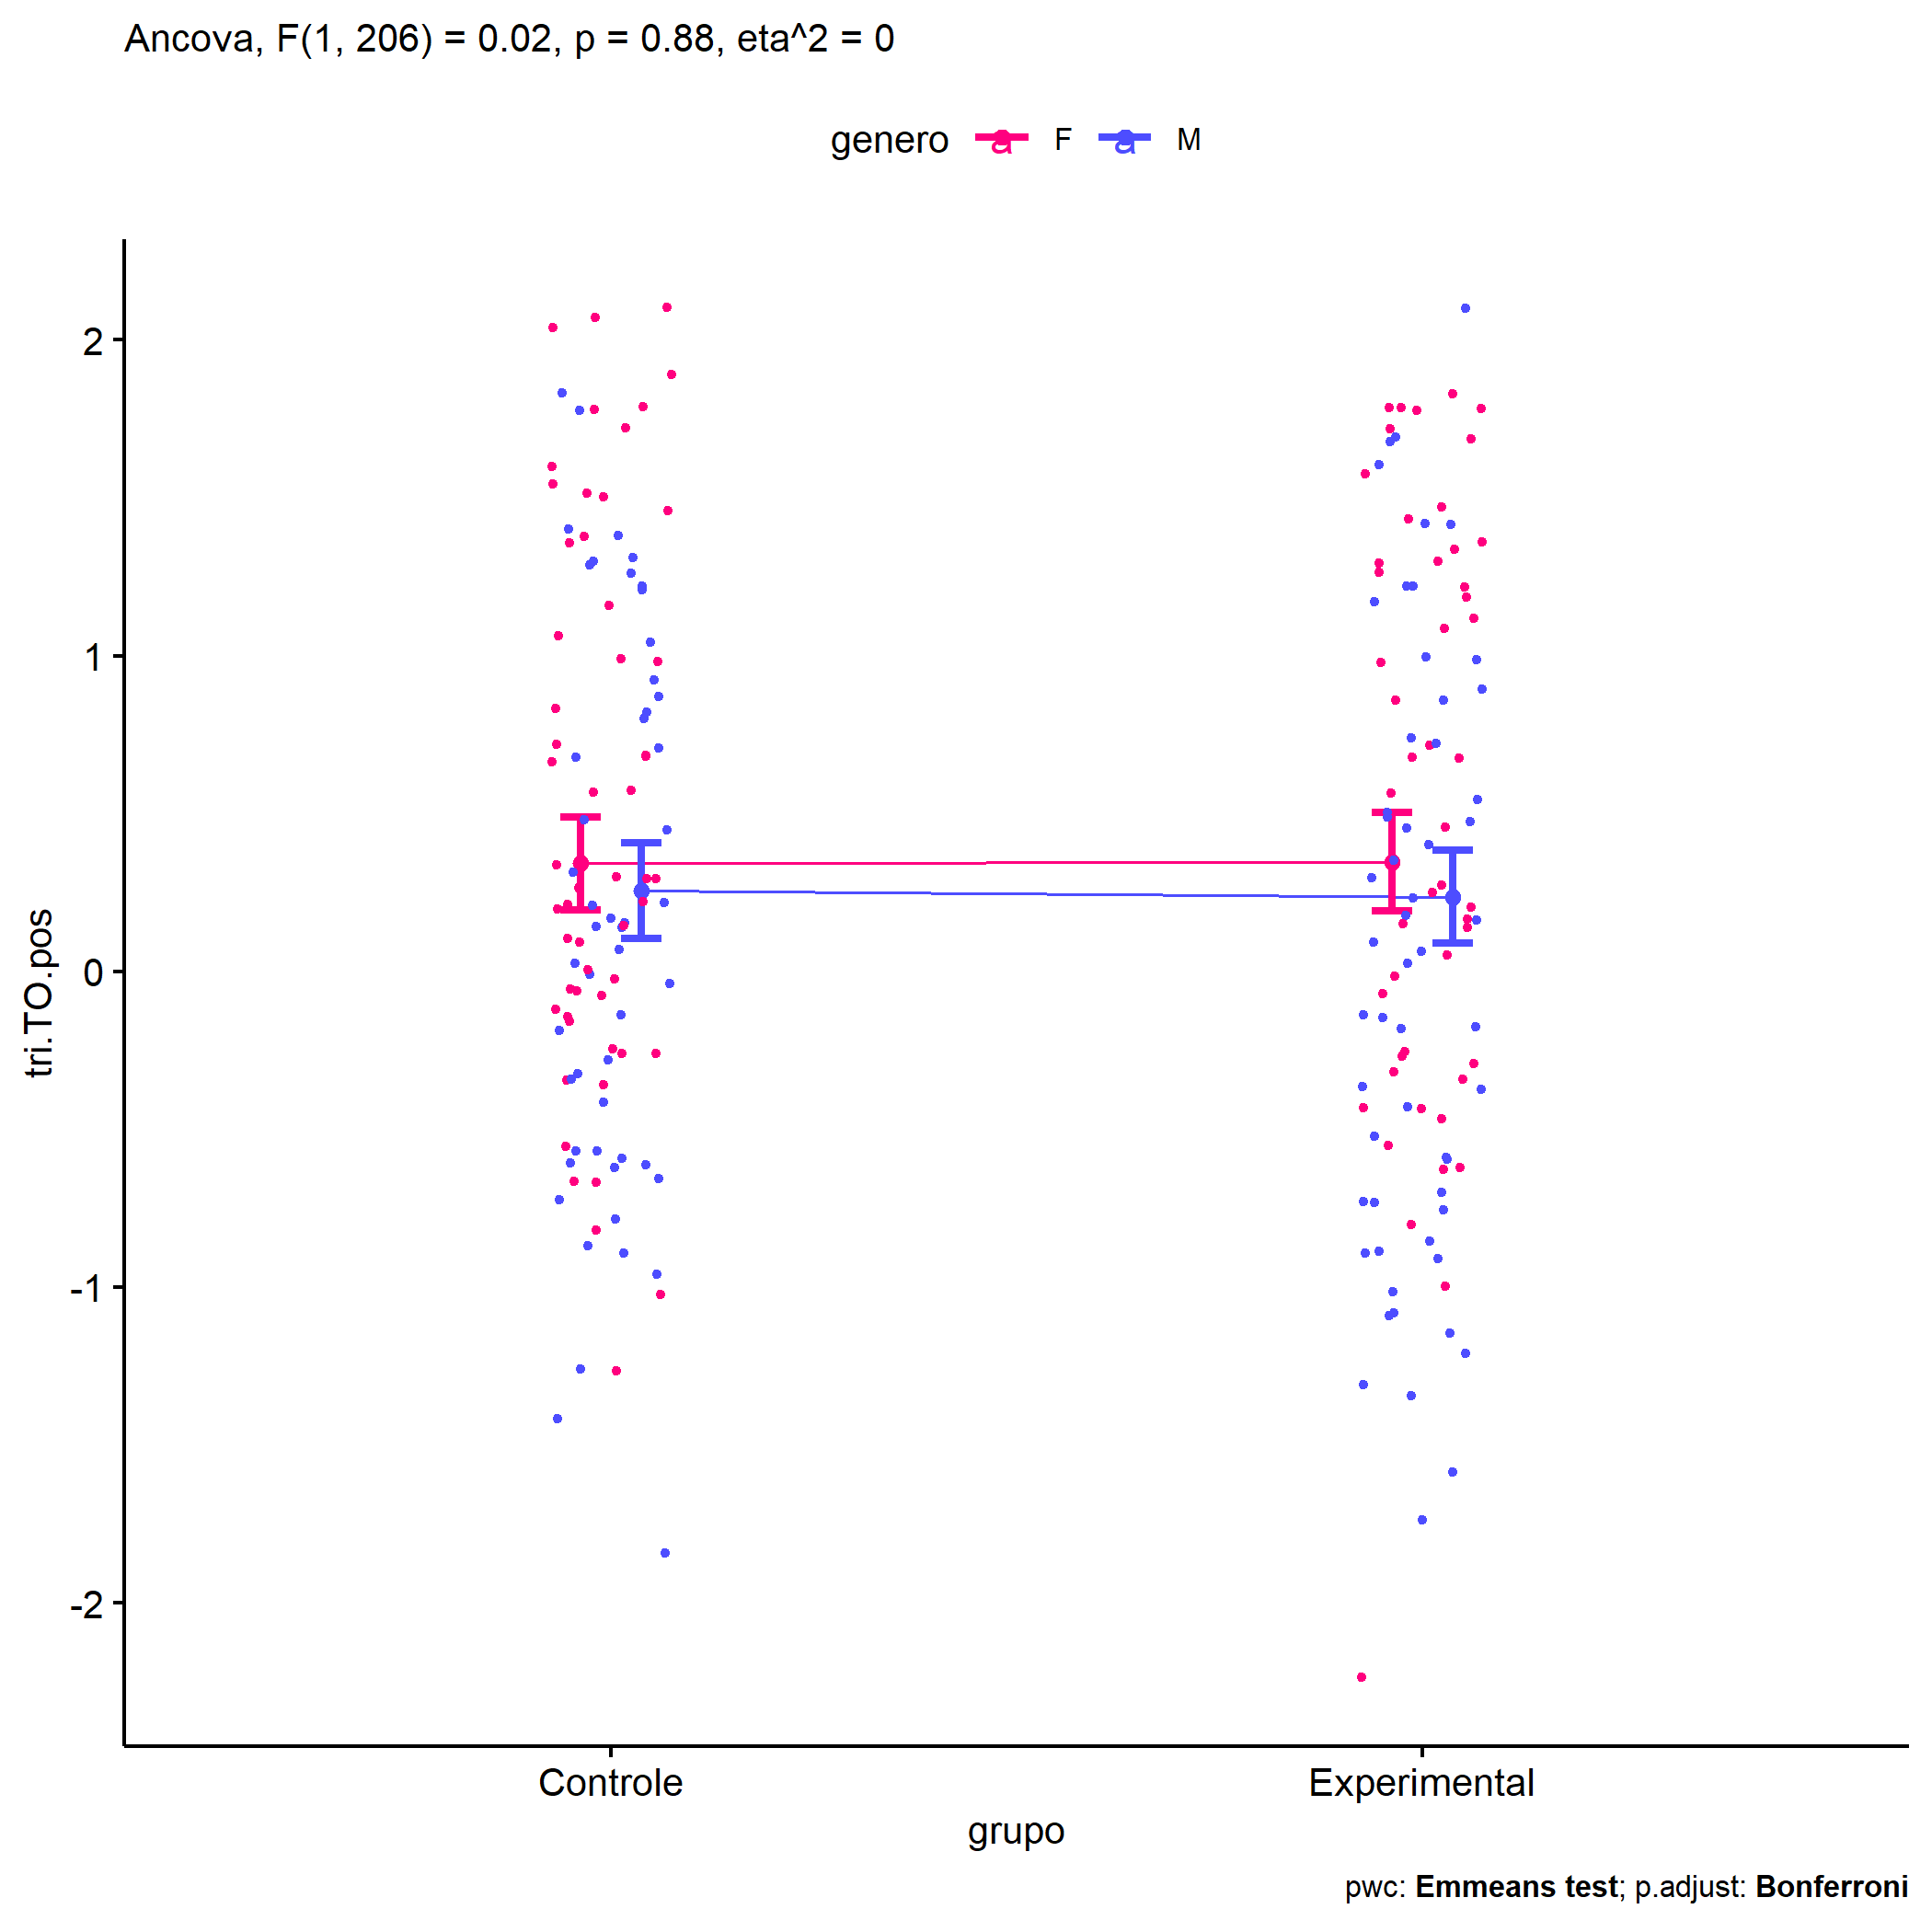 Ancova, F(1, 206) = 0.02, p = 0.88, eta^2 = 0
genero a F a M
2
1
0
-1
-2
tri.TO.pos
Controle Experimental
grupo
pwc: Emmeans test; p.adjust: Bonferroni